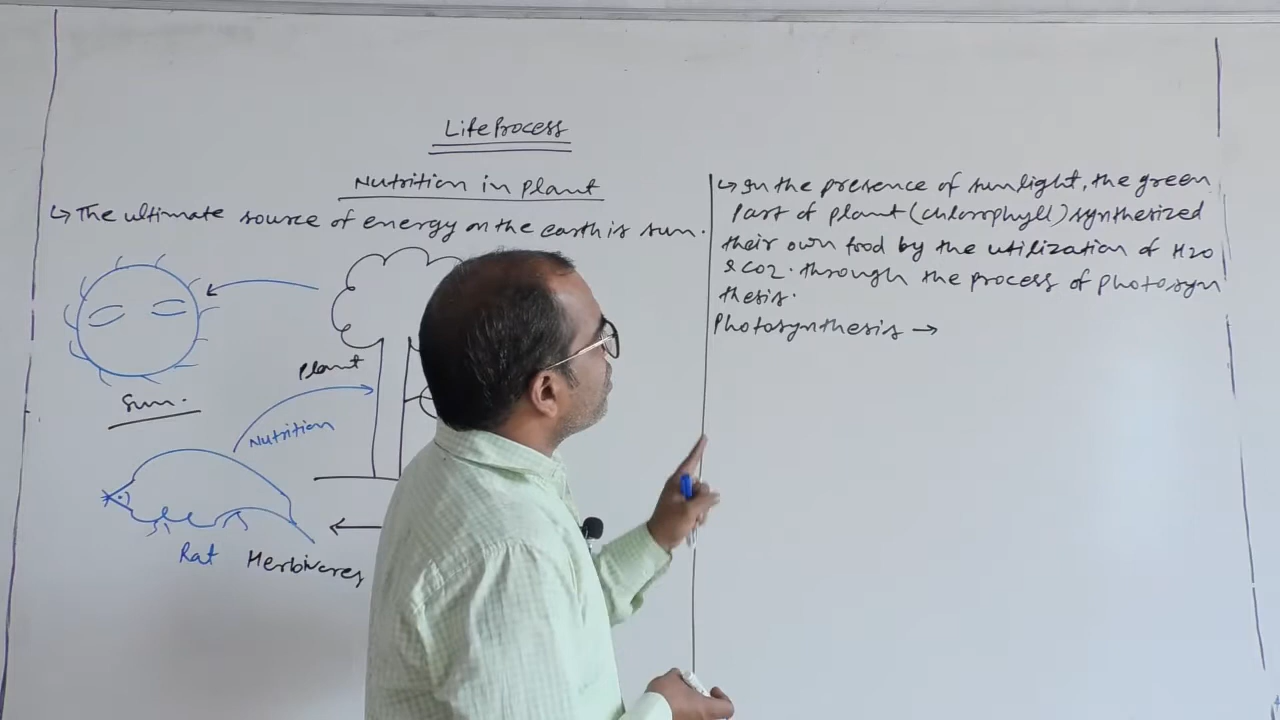 Life Process
Nutrition in Plant
↳ The ultimate source of energy on the earth is sun.
Sun.
Plant
Nutrition
Rat Herbivores
↳ In the presence of sunlight, the green
Part of plant (chlorophyll) synthesized
their own food by the utilization of H2O
& CO2. through the process of Photosyn
thesis.
Photosynthesis →